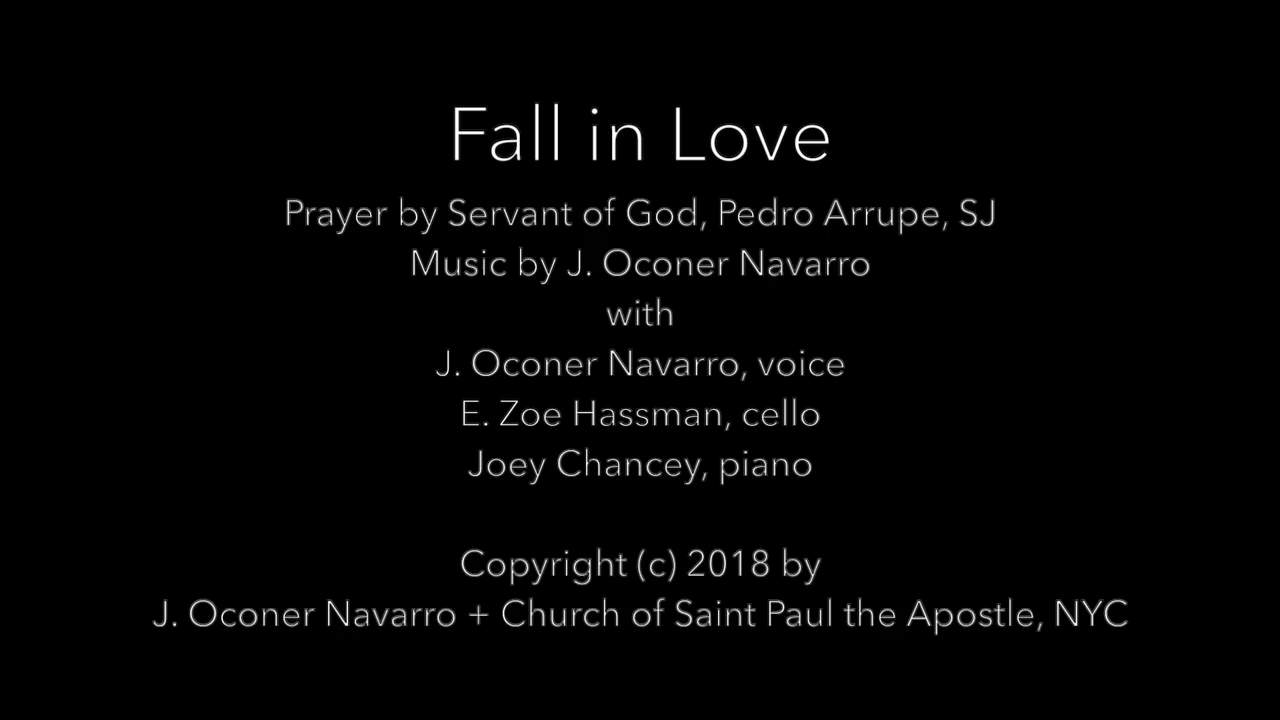 Fall in Love
Prayer by Servant of God, Pedro Arrupe, SJ
Music by J. Oconer Navarro
with
J. Oconer Navarro, voice
E. Zoe Hassman, cello
Joey Chancey, piano
Copyright (c) 2018 by
J. Oconer Navarro + Church of Saint Paul the Apostle, NYC